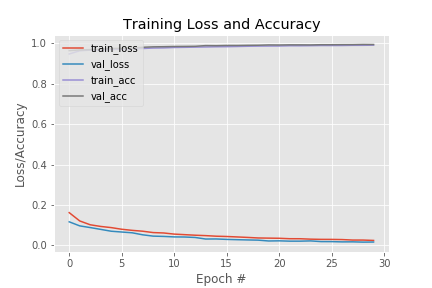 Training Loss and Accuracy
1.0
0.8
0.6
0.4
0.2
0.0
Loss/Accuracy
train_loss
val_loss
train_acc
val_acc
0 5 10 15 20 25 30
Epoch #